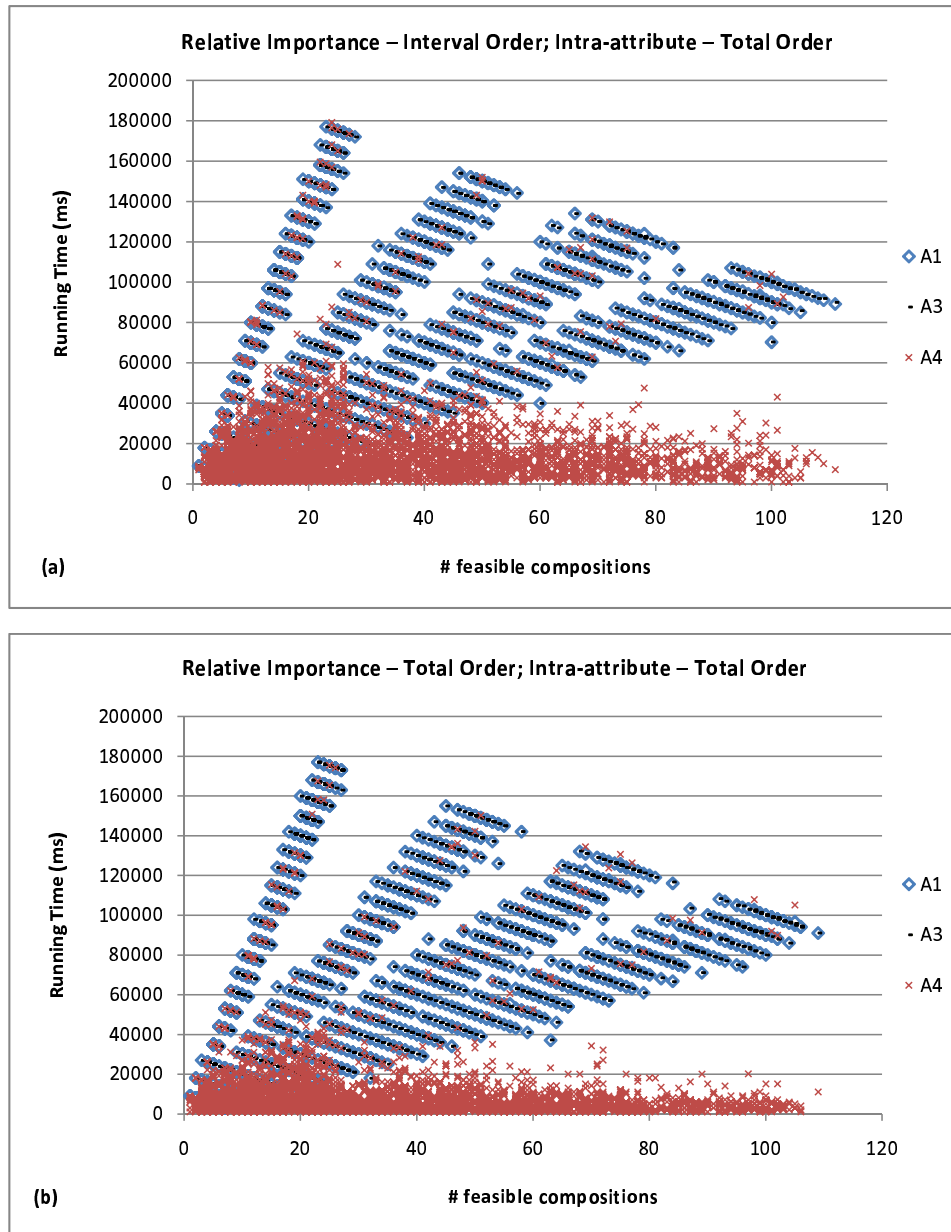 Relative Importance – Interval Order; Intra-attribute – Total Order
200000
180000
160000
140000
120000
100000
80000
60000
40000
20000
0
Running Time (ms)
0 20 40 60 80 100 120
# feasible compositions
A1
A3
A4
(a)
Relative Importance – Total Order; Intra-attribute – Total Order
200000
180000
160000
140000
120000
100000
80000
60000
40000
20000
0
Running Time (ms)
0 20 40 60 80 100 120
# feasible compositions
A1
A3
A4
(b)